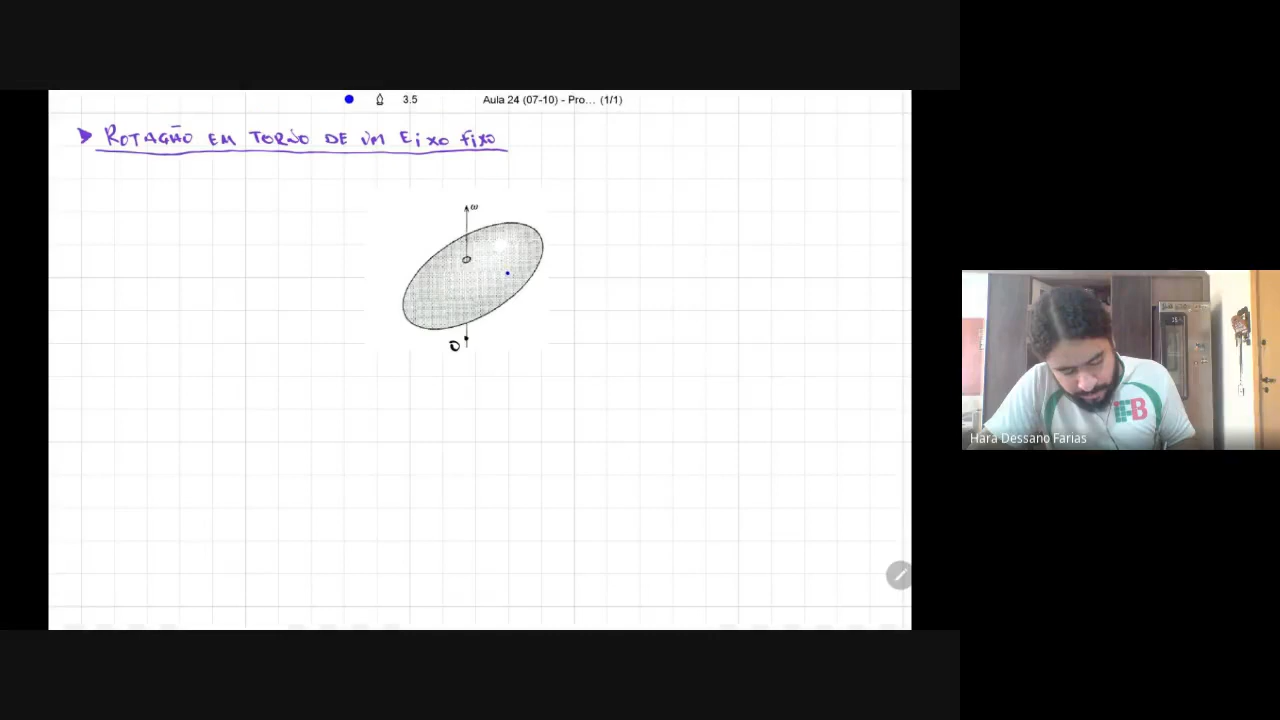 3.5 Aula 24 (07-10) - Pro... (1/1)
ROTAÇÃO EM TORNO DE UM EIXO FIXO
ω
O
IFB
Hara Dessano Farias